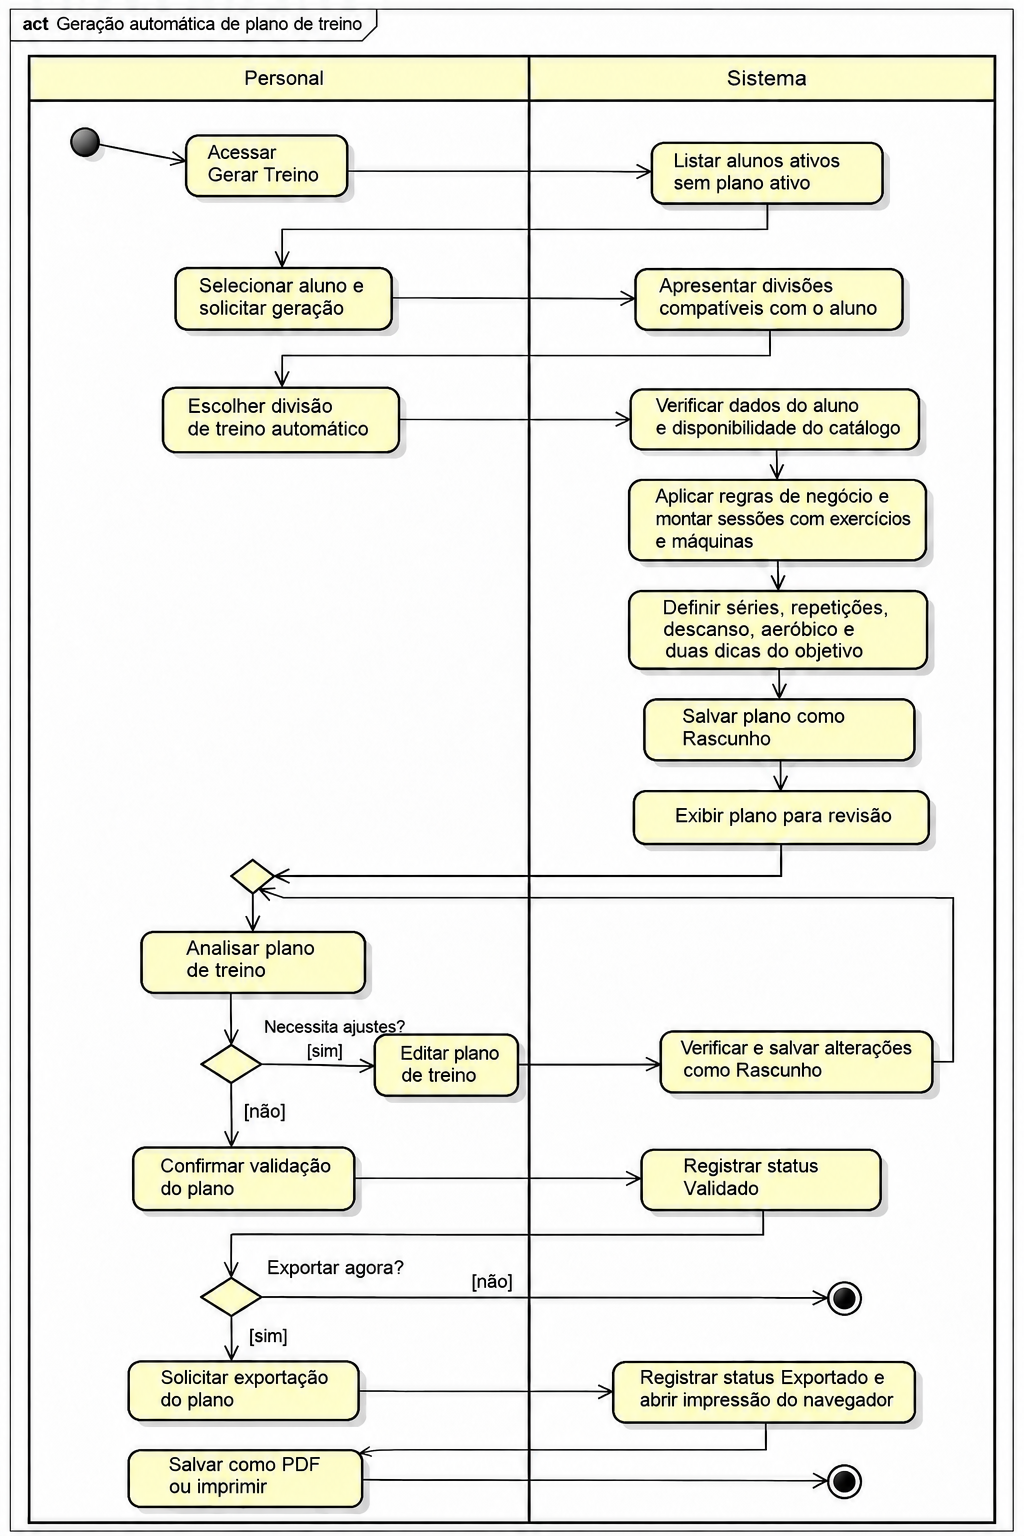 act Geração automática de plano de treino
Personal
Sistema
Acessar
Gerar Treino
Listar alunos ativos
sem plano ativo
Selecionar aluno e
solicitar geração
Apresentar divisões
compatíveis com o aluno
Escolher divisão
de treino automático
Verificar dados do aluno
e disponibilidade do catálogo
Aplicar regras de negócio e
montar sessões com exercícios
e máquinas
Definir séries, repetições,
descanso, aeróbico e
duas dicas do objetivo
Salvar plano como
Rascunho
Exibir plano para revisão
Analisar plano
de treino
Necessita ajustes?
[sim]
Editar plano
de treino
Verificar e salvar alterações
como Rascunho
[não]
Confirmar validação
do plano
Registrar status
Validado
Exportar agora?
[não]
[sim]
Solicitar exportação
do plano
Registrar status Exportado e
abrir impressão do navegador
Salvar como PDF
ou imprimir